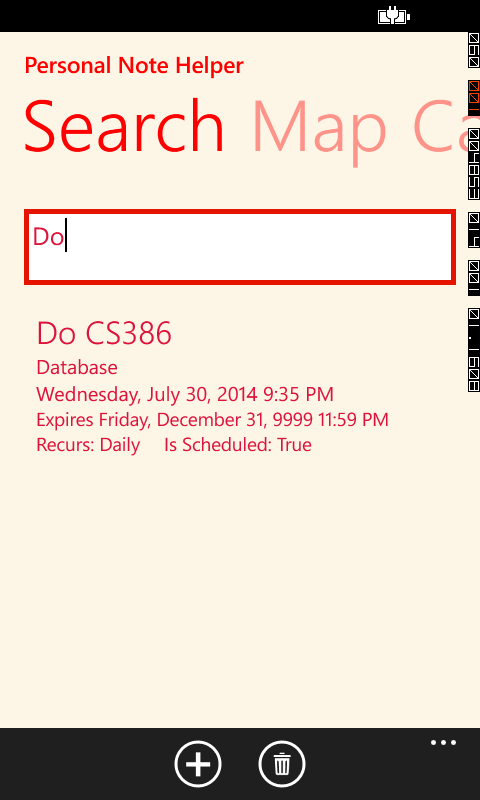 Personal Note Helper
Search Map Ca
Do
Do CS386
Database
Wednesday, July 30, 2014 9:35 PM
Expires Friday, December 31, 9999 11:59 PM
Recurs: Daily Is Scheduled: True